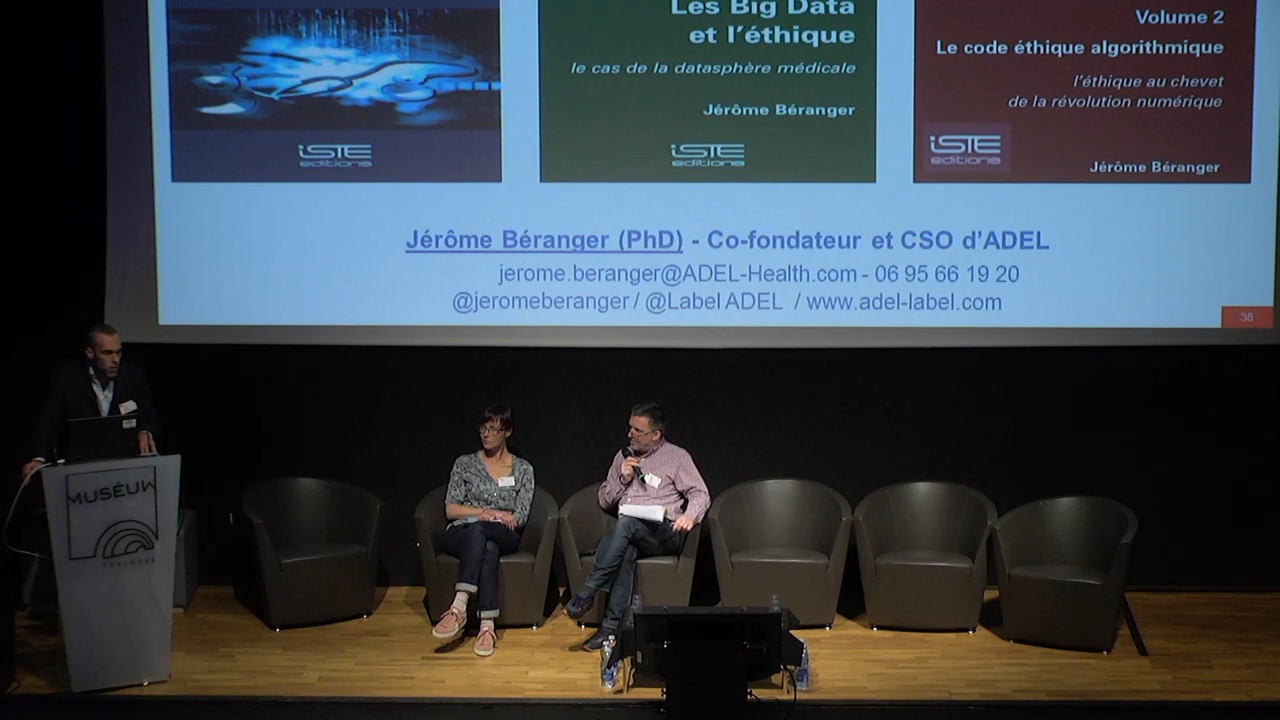 iSTE
editions
Les Big Data
et l'éthique
le cas de la datasphère médicale
Jérôme Béranger
iSTE
editions
Volume 2
Le code éthique algorithmique
l'éthique au chevet
de la révolution numérique
iSTE
editions
Jérôme Béranger
Jérôme Béranger (PhD) - Co-fondateur et CSO d'ADEL
jerome.beranger@ADEL-Health.com - 06 95 66 19 20
@jeromeberanger / @Label ADEL / www.adel-label.com
38
MUSÉUM
TOULOUSE